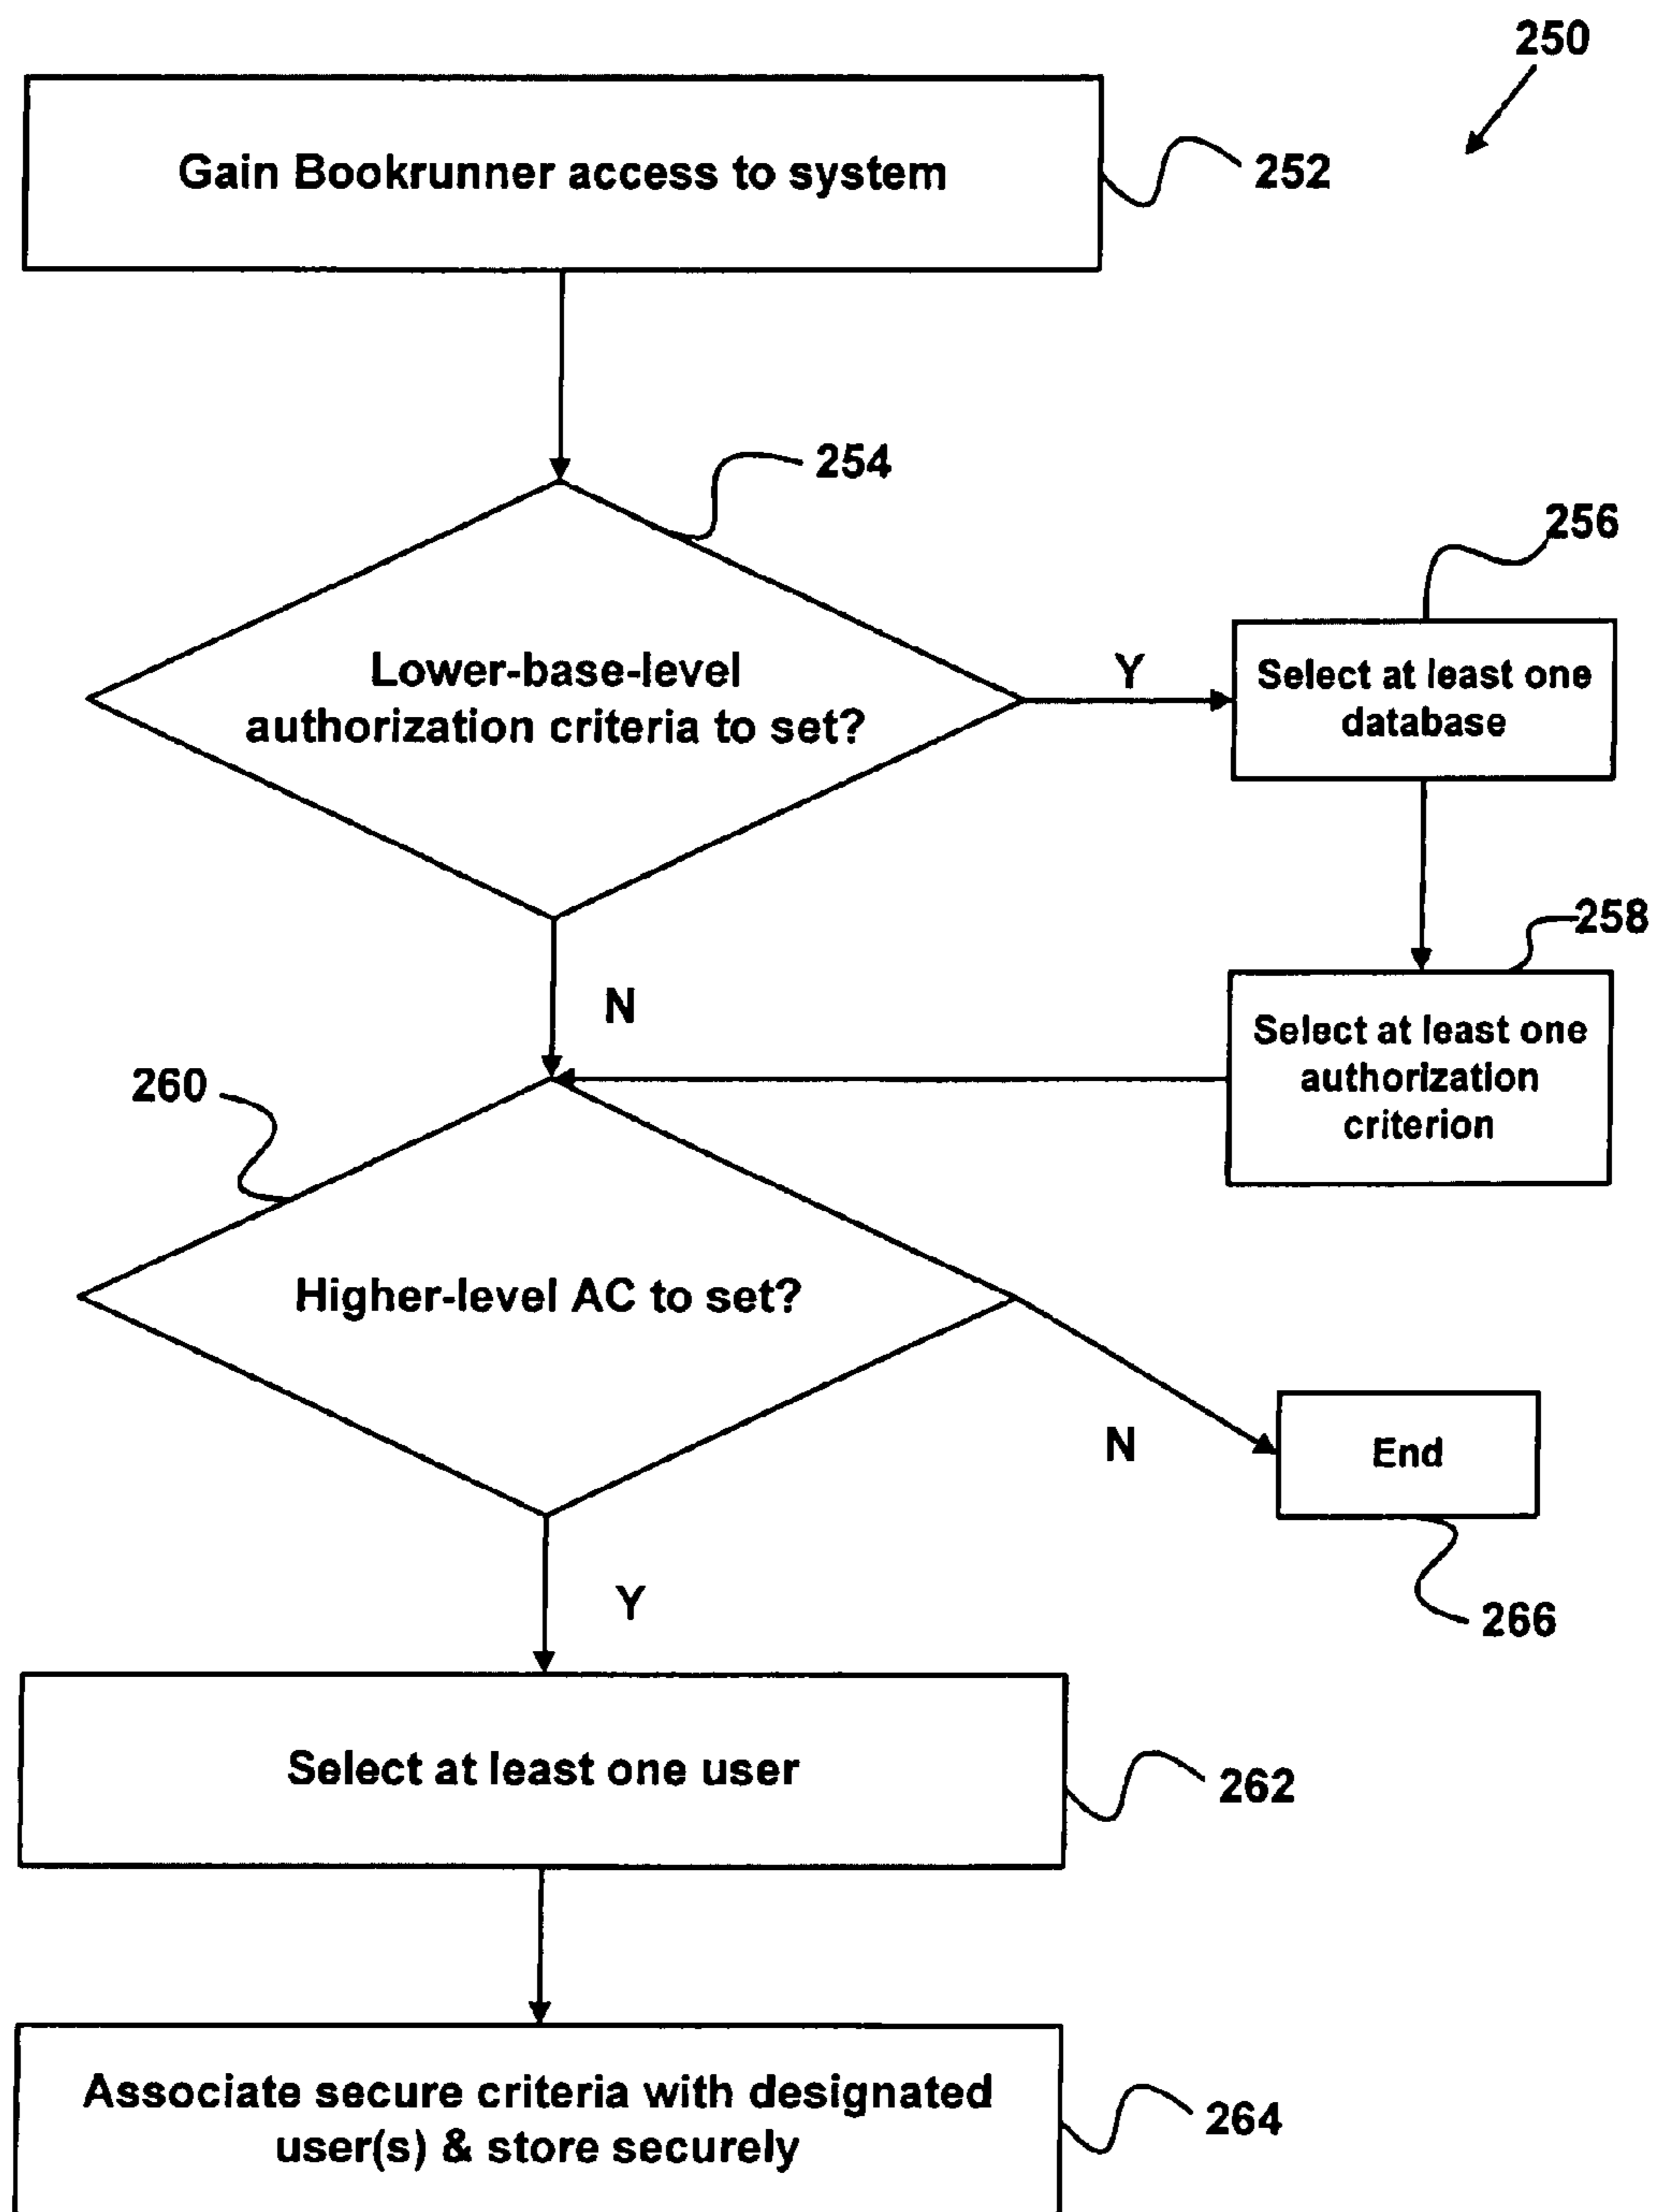 250
Gain Bookrunner access to system
252
254
Lower-base-level
authorization criteria to set?
Y
256
Select at least one
database
258
Select at least one
authorization
criterion
N
260
Higher-level AC to set?
N
End
266
Y
Select at least one user
262
Associate secure criteria with designated
user(s) & store securely
264